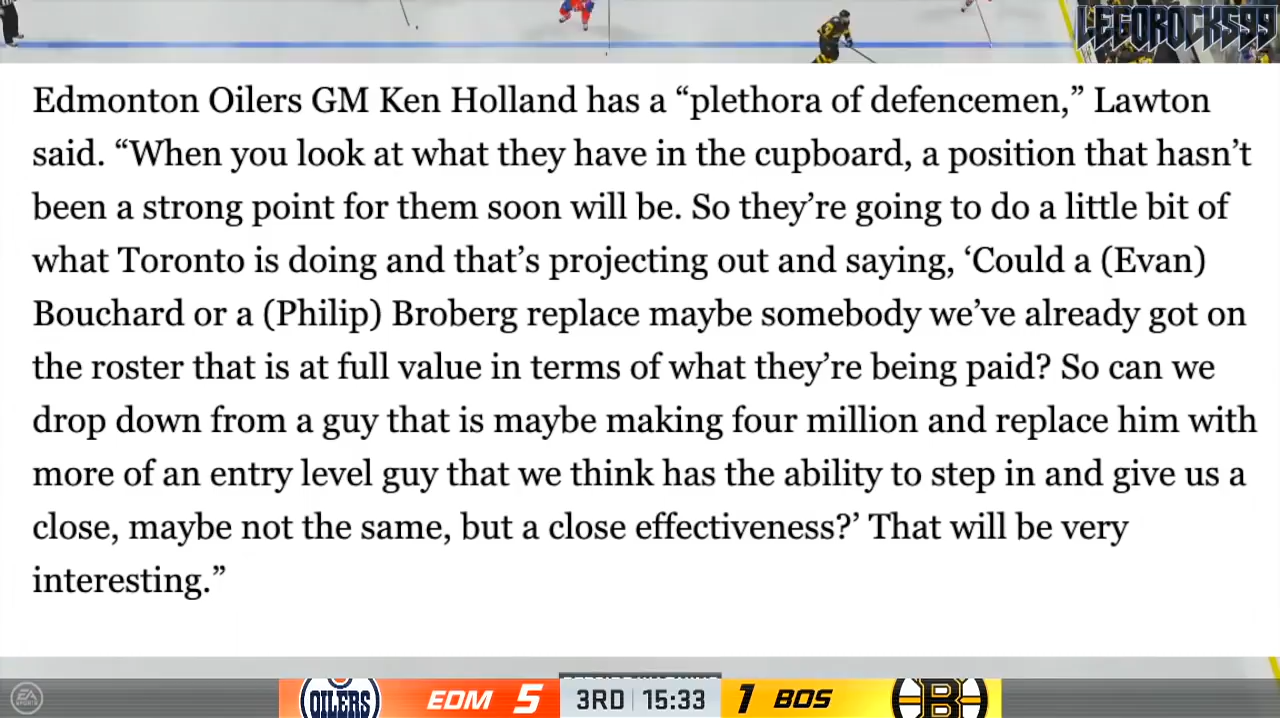 LEGOROCKS99
Edmonton Oilers GM Ken Holland has a “plethora of defencemen,” Lawton
said. “When you look at what they have in the cupboard, a position that hasn’t
been a strong point for them soon will be. So they’re going to do a little bit of
what Toronto is doing and that’s projecting out and saying, ‘Could a (Evan)
Bouchard or a (Philip) Broberg replace maybe somebody we’ve already got on
the roster that is at full value in terms of what they’re being paid? So can we
drop down from a guy that is maybe making four million and replace him with
more of an entry level guy that we think has the ability to step in and give us a
close, maybe not the same, but a close effectiveness?’ That will be very
interesting.”
EA SPORTS OILERS EDM 5 3RD 15:33 1 BOS B